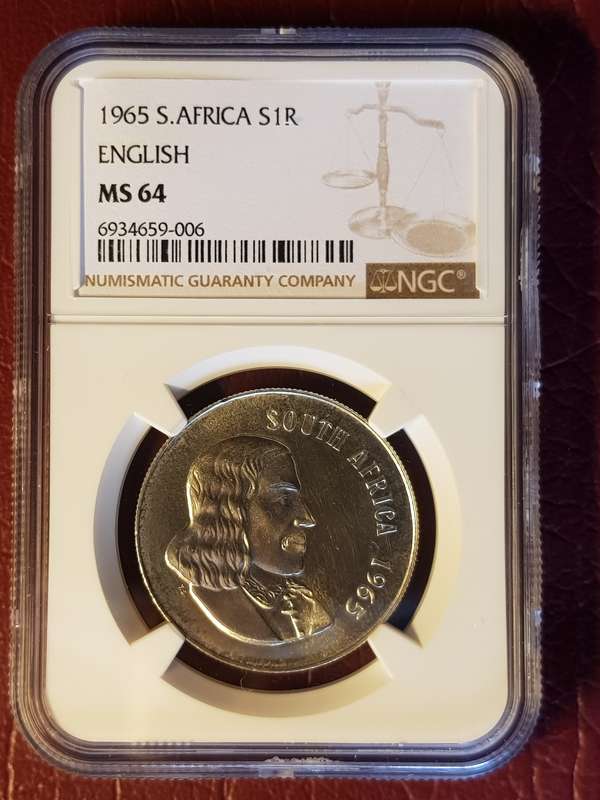 1965 S.AFRICA S1R
ENGLISH
MS 64
6934659-006
NUMISMATIC GUARANTY COMPANY
NGC®
SOUTH AFRICA 1965